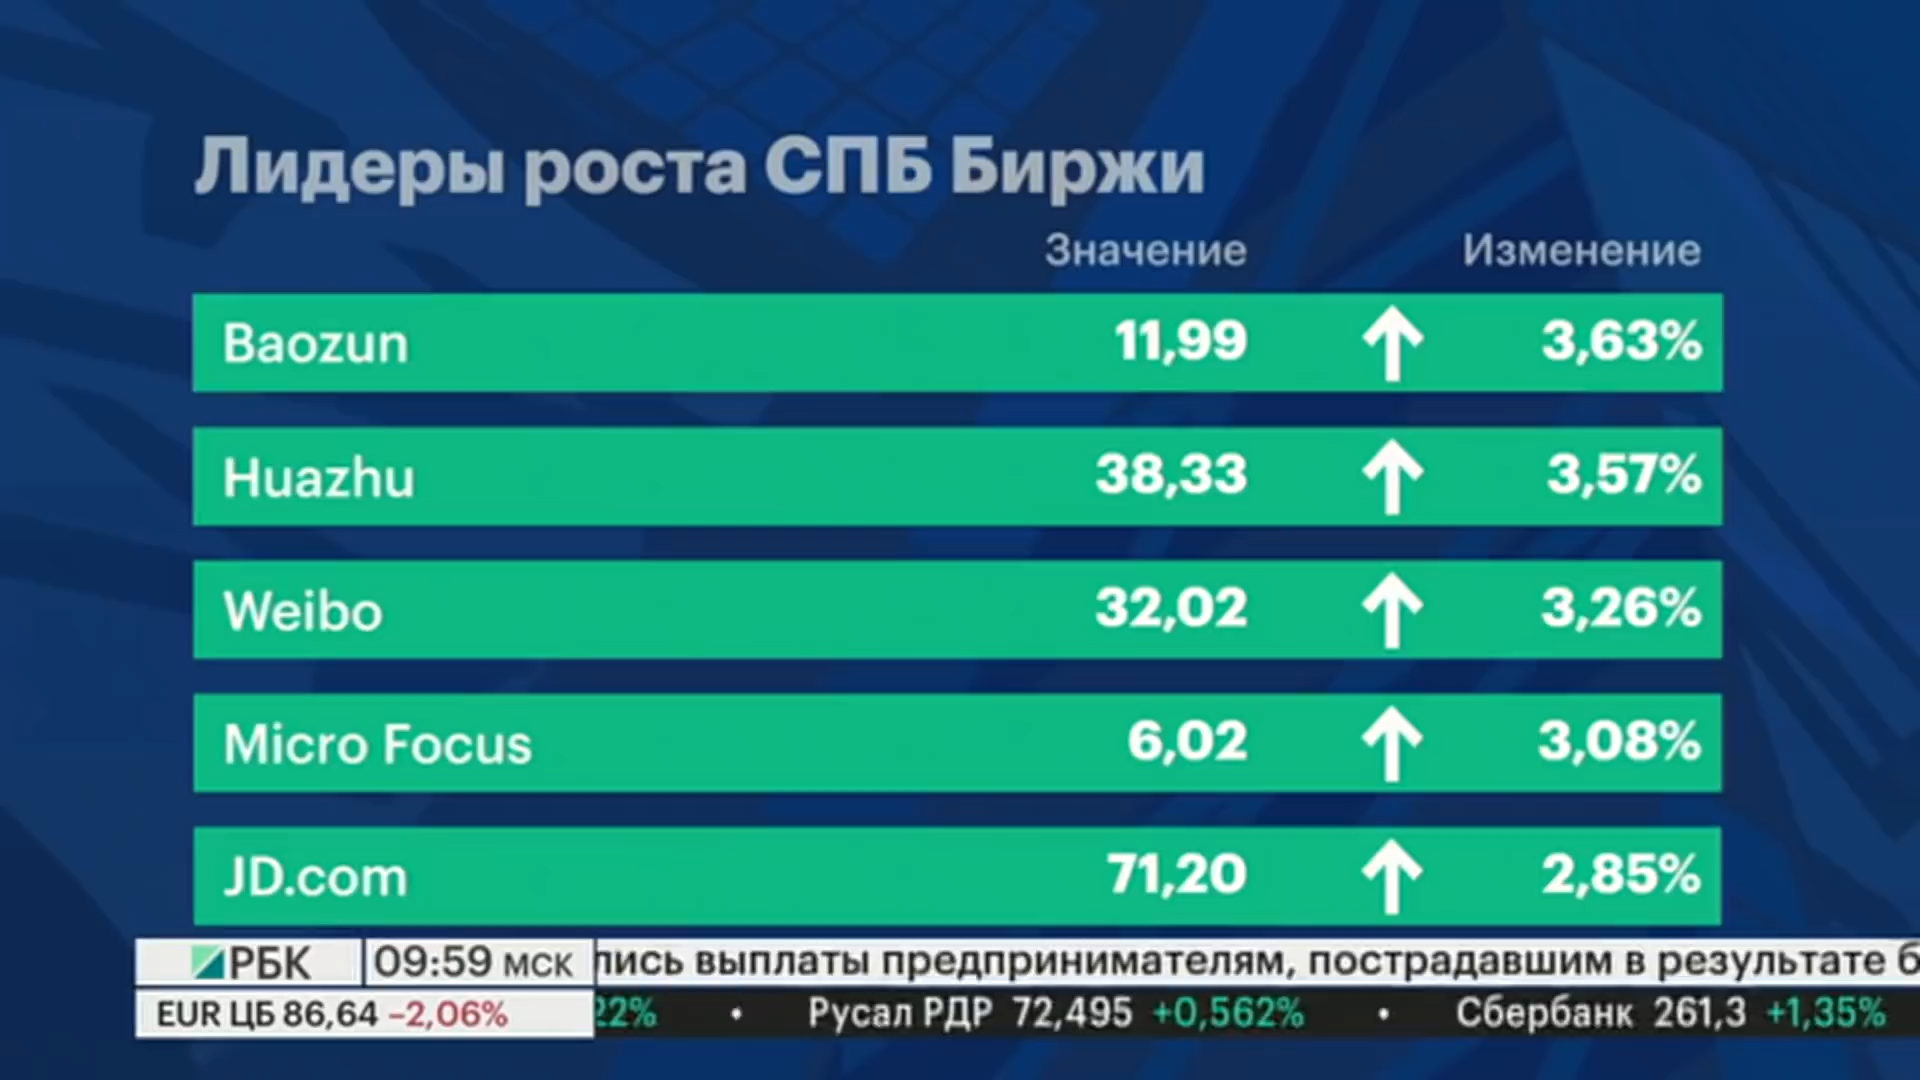 Лидеры роста СПБ Биржи
Значение Изменение
Baozun 11,99 3,63%
Huazhu 38,33 3,57%
Weibo 32,02 3,26%
Micro Focus 6,02 3,08%
JD.com 71,20 2,85%
РБК 09:59 МСК выплаты предпринимателям, пострадавшим в результате
EUR ЦБ 86,64 –2,06% 22% • Русал РДР 72,495 +0,562% • Сбербанк 261,3 +1,35%